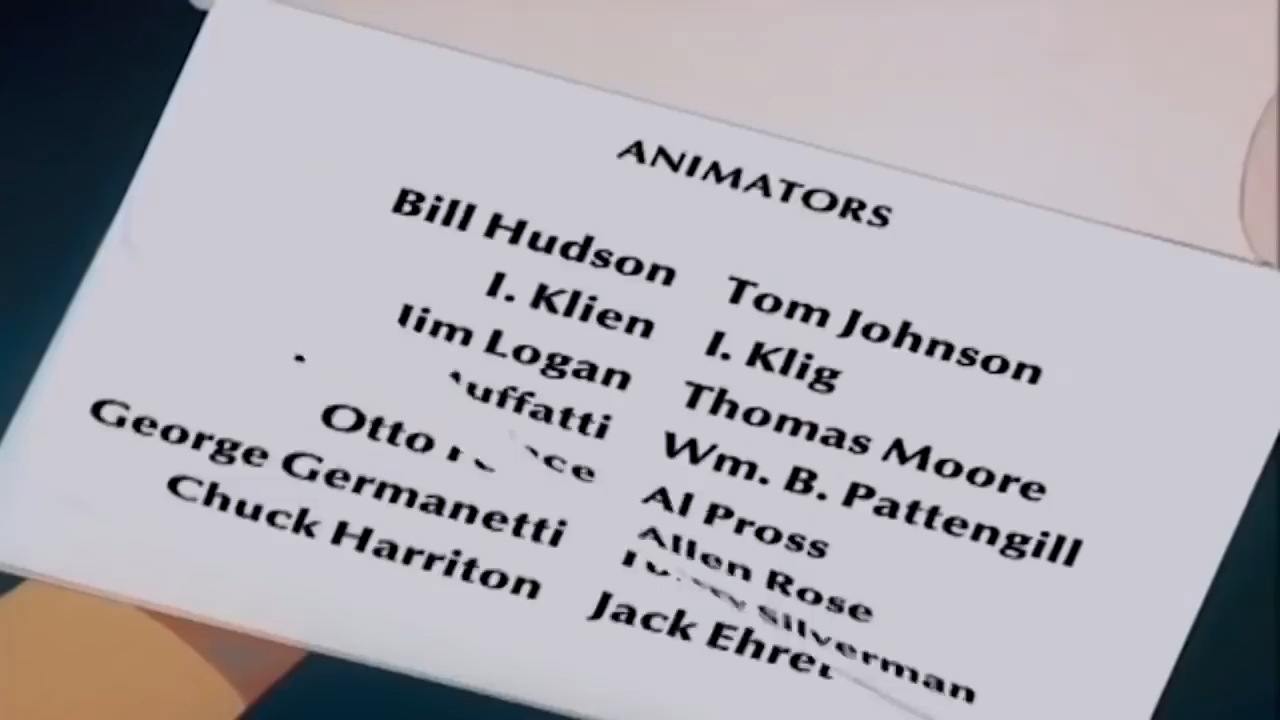 ANIMATORS
Bill Hudson Tom Johnson
I. Klien I. Klig
Logan Thomas Moore
Wm. B. Pattengill
Otto Al Pross
George Germanetti Allen Rose
Silverman
Chuck Harriton Jack